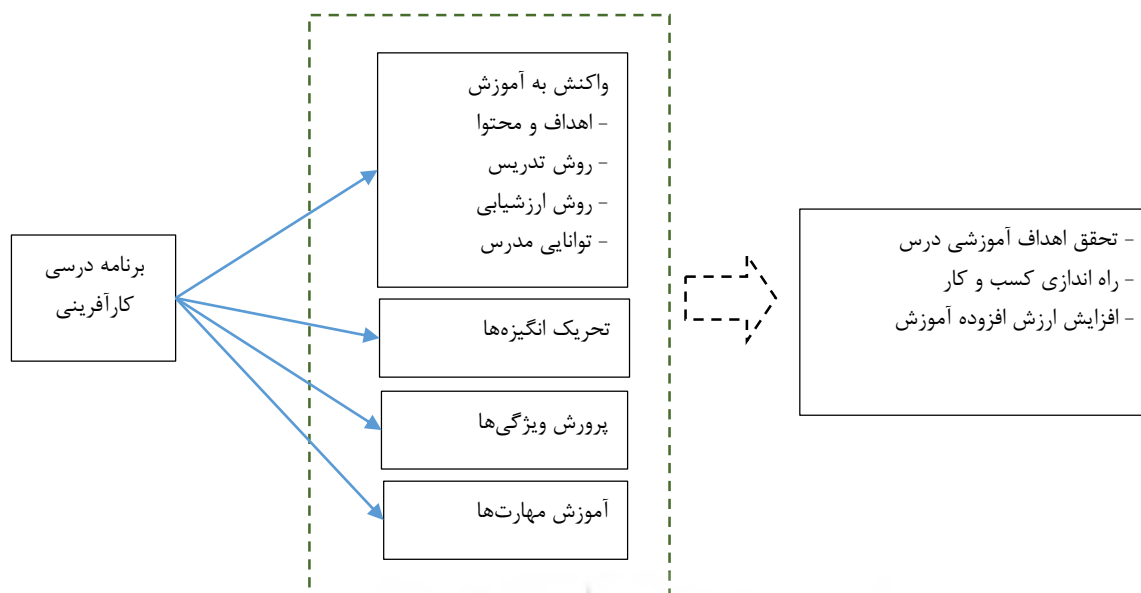 برنامه درسی
کارآفرینی
واکنش به آموزش
- اهداف و محتوا
- روش تدریس
- روش ارزشیابی
- توانایی مدرس
تحریک انگیزه‌ها
پرورش ویژگی‌ها
آموزش مهارت‌ها
- تحقق اهداف آموزشی درس
- راه اندازی کسب و کار
- افزایش ارزش افزوده آموزش